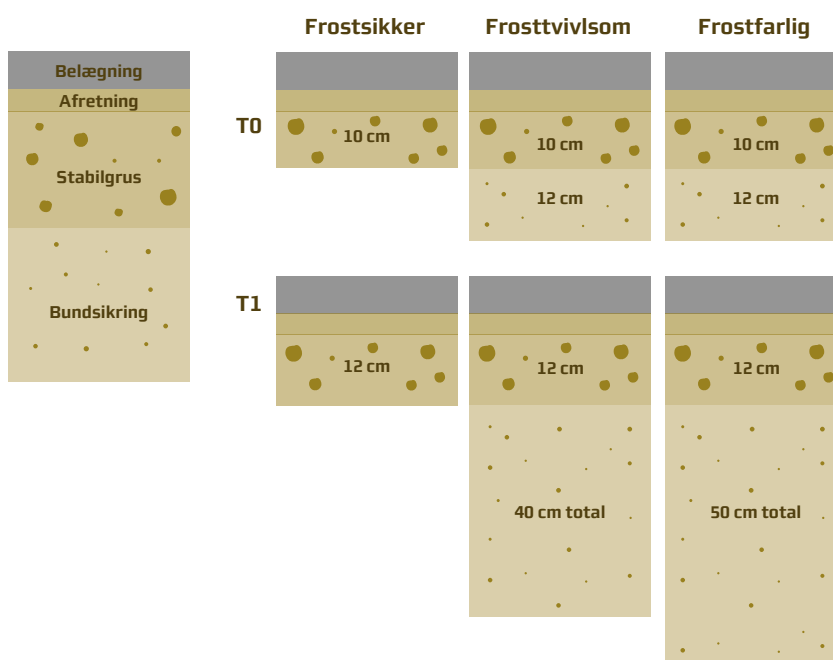 Frostsikker Frosttvivlsom Frostfarlig
Belægning
Afretning
Stabilgrus
Bundsikring
T0
10 cm 10 cm 10 cm
12 cm 12 cm
T1
12 cm 12 cm 12 cm
40 cm total 50 cm total